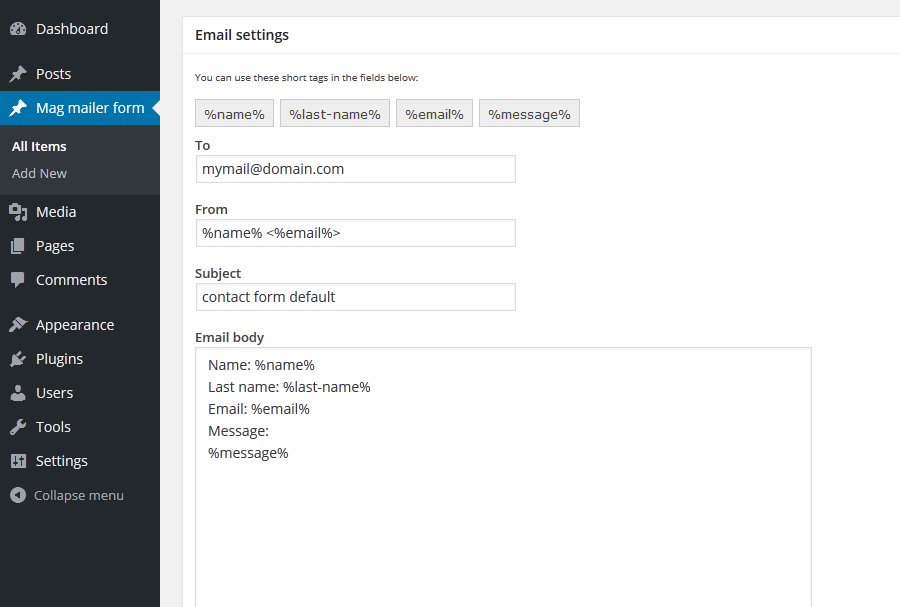 Dashboard
Posts
Mag mailer form
All Items
Add New
Media
Pages
Comments
Appearance
Plugins
Users
Tools
Settings
Collapse menu
Email settings
You can use these short tags in the fields below:
%name% %last-name% %email% %message%
To
mymail@domain.com
From
%name% <%email%>
Subject
contact form default
Email body
Name: %name%
Last name: %last-name%
Email: %email%
Message:
%message%